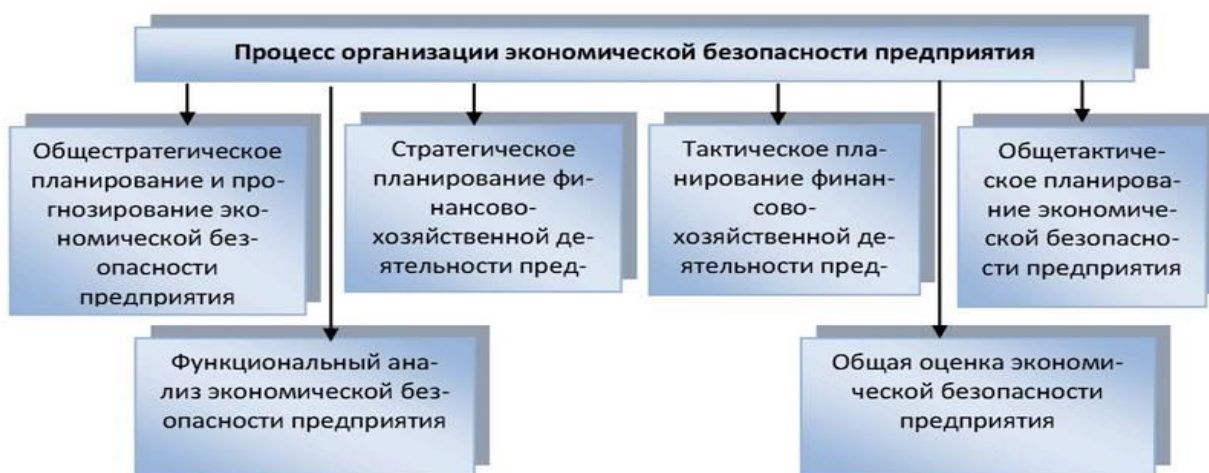 Процесс организации экономической безопасности предприятия
Общестратегическое
планирование и про-
гнозирование эко-
номической без-
опасности
предприятия
Стратегическое
планирование фи-
нансово-
хозяйственной де-
ятельности пред-
Тактическое пла-
нирование финан-
сово-
хозяйственной де-
ятельности пред-
Общетактиче-
ское планирова-
ние экономиче-
ской безопасно-
сти предприятия
Функциональный ана-
лиз экономической без-
опасности предприятия
Общая оценка экономи-
ческой безопасности
предприятия